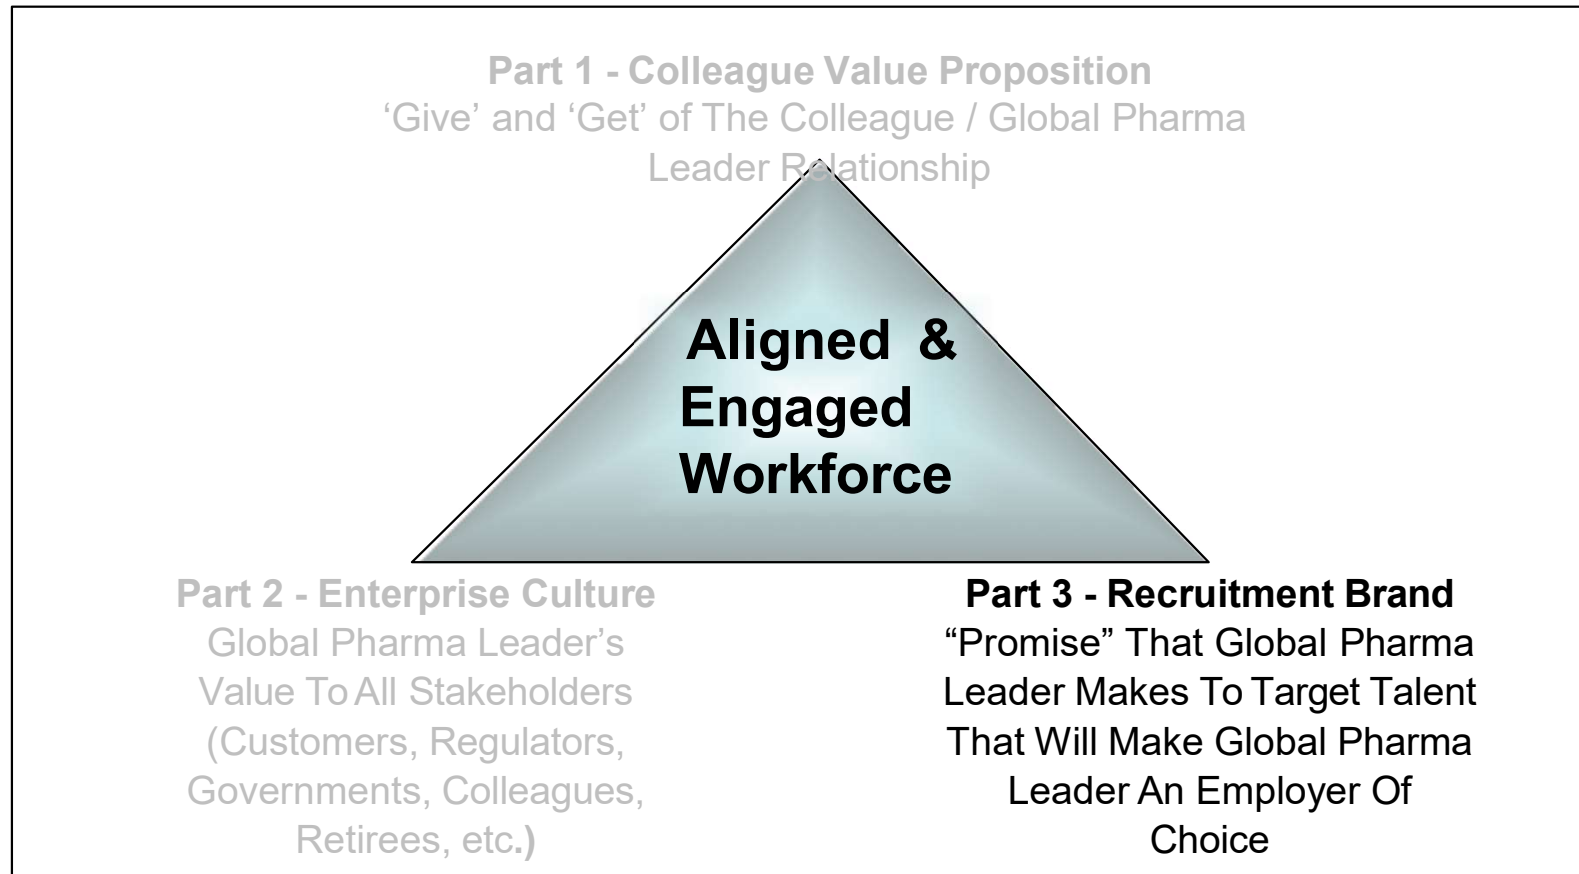 Part 1 - Colleague Value Proposition
‘Give’ and ‘Get’ of The Colleague / Global Pharma
Leader Relationship
Aligned &
Engaged
Workforce
Part 2 - Enterprise Culture
Global Pharma Leader’s
Value To All Stakeholders
(Customers, Regulators,
Governments, Colleagues,
Retirees, etc.)
Part 3 - Recruitment Brand
“Promise” That Global Pharma
Leader Makes To Target Talent
That Will Make Global Pharma
Leader An Employer Of
Choice